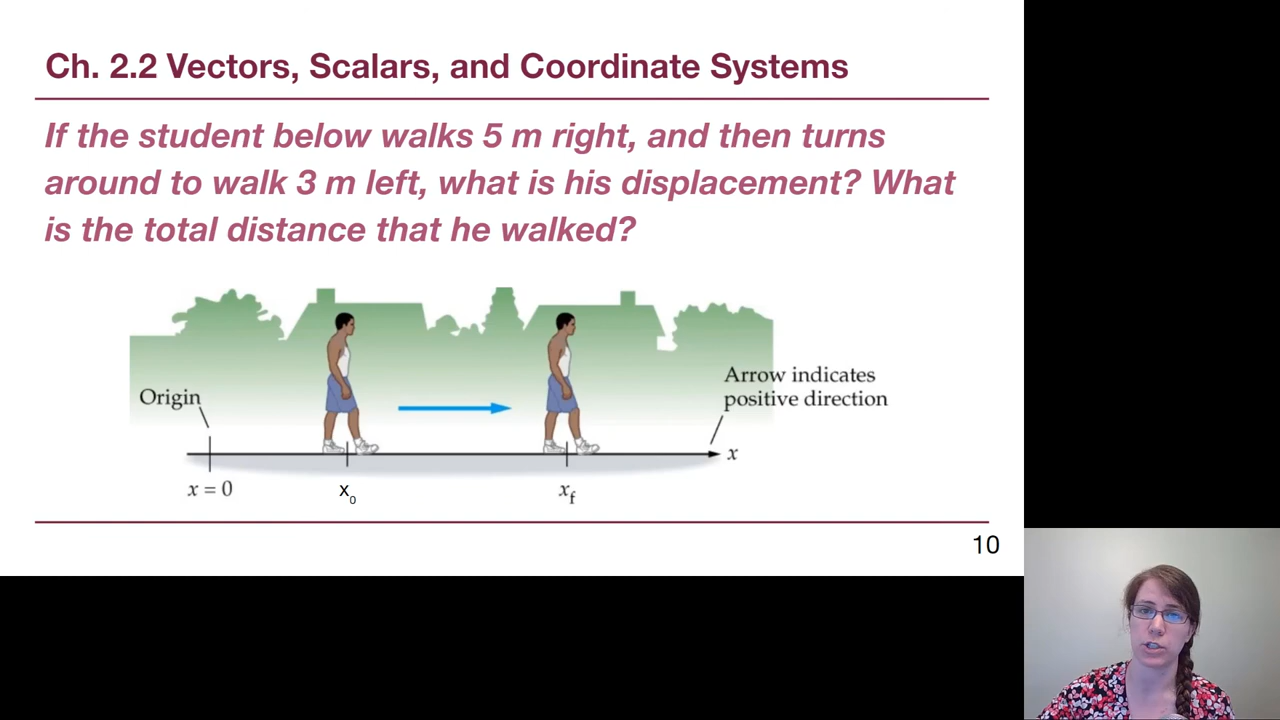 Ch. 2.2 Vectors, Scalars, and Coordinate Systems
If the student below walks 5 m right, and then turns
around to walk 3 m left, what is his displacement? What
is the total distance that he walked?
Arrow indicates
positive direction
Origin
x
x = 0
x₀
x_f
10